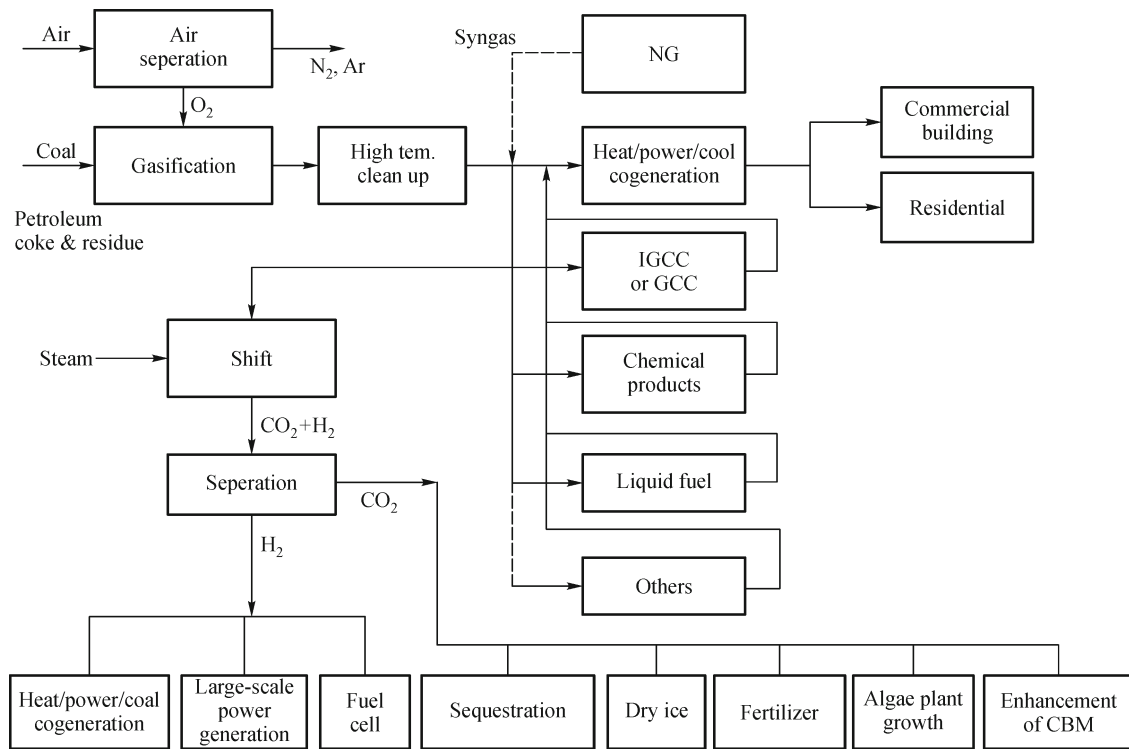 Air
Air
seperation
N₂, Ar
Syngas
NG
O₂
Commercial
building
Coal
Gasification
High tem.
clean up
Heat/power/cool
cogeneration
Residential
Petroleum
coke & residue
IGCC
or GCC
Steam
Shift
Chemical
products
CO₂+H₂
Seperation
CO₂
Liquid fuel
H₂
Others
Heat/power/coal
cogeneration
Large-scale
power
generation
Fuel
cell
Sequestration
Dry ice
Fertilizer
Algae plant
growth
Enhancement
of CBM